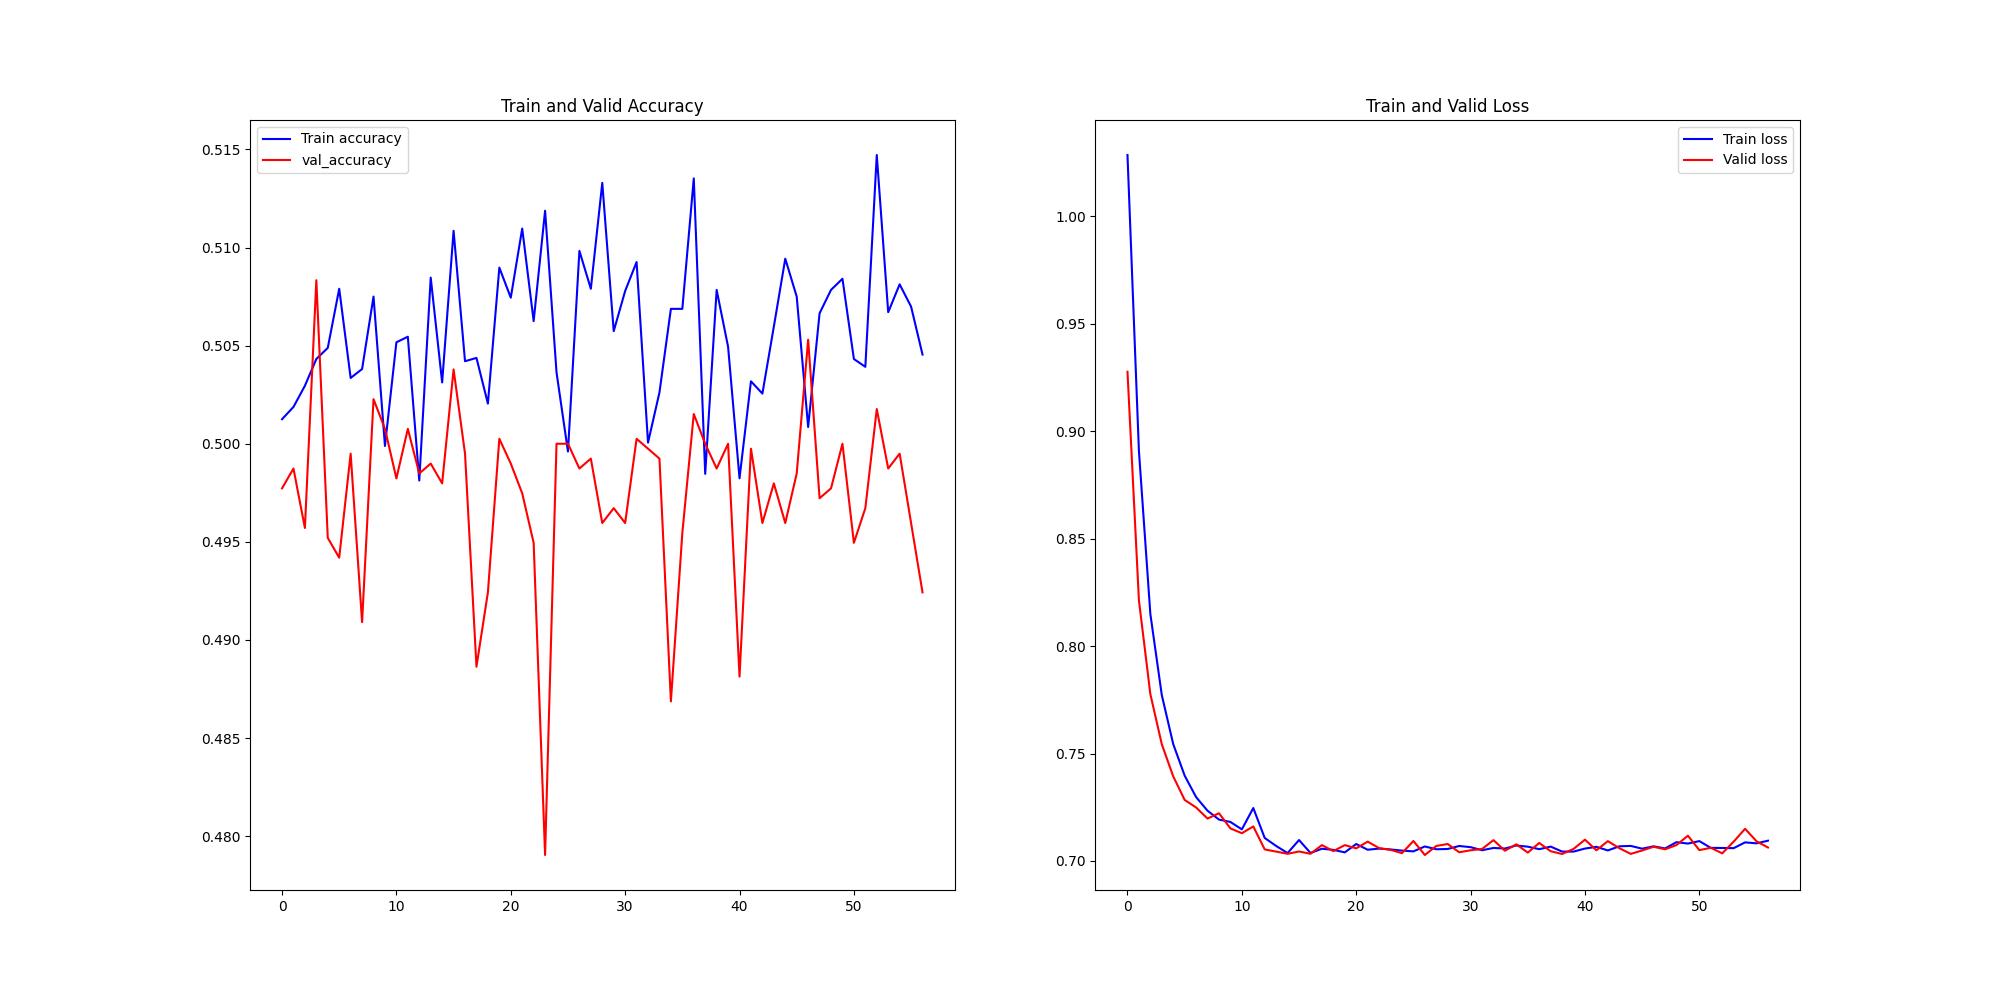 Train and Valid Accuracy
Train accuracy
val_accuracy
0.515
0.510
0.505
0.500
0.495
0.490
0.485
0.480
0 10 20 30 40 50
Train and Valid Loss
Train loss
Valid loss
1.00
0.95
0.90
0.85
0.80
0.75
0.70
0 10 20 30 40 50